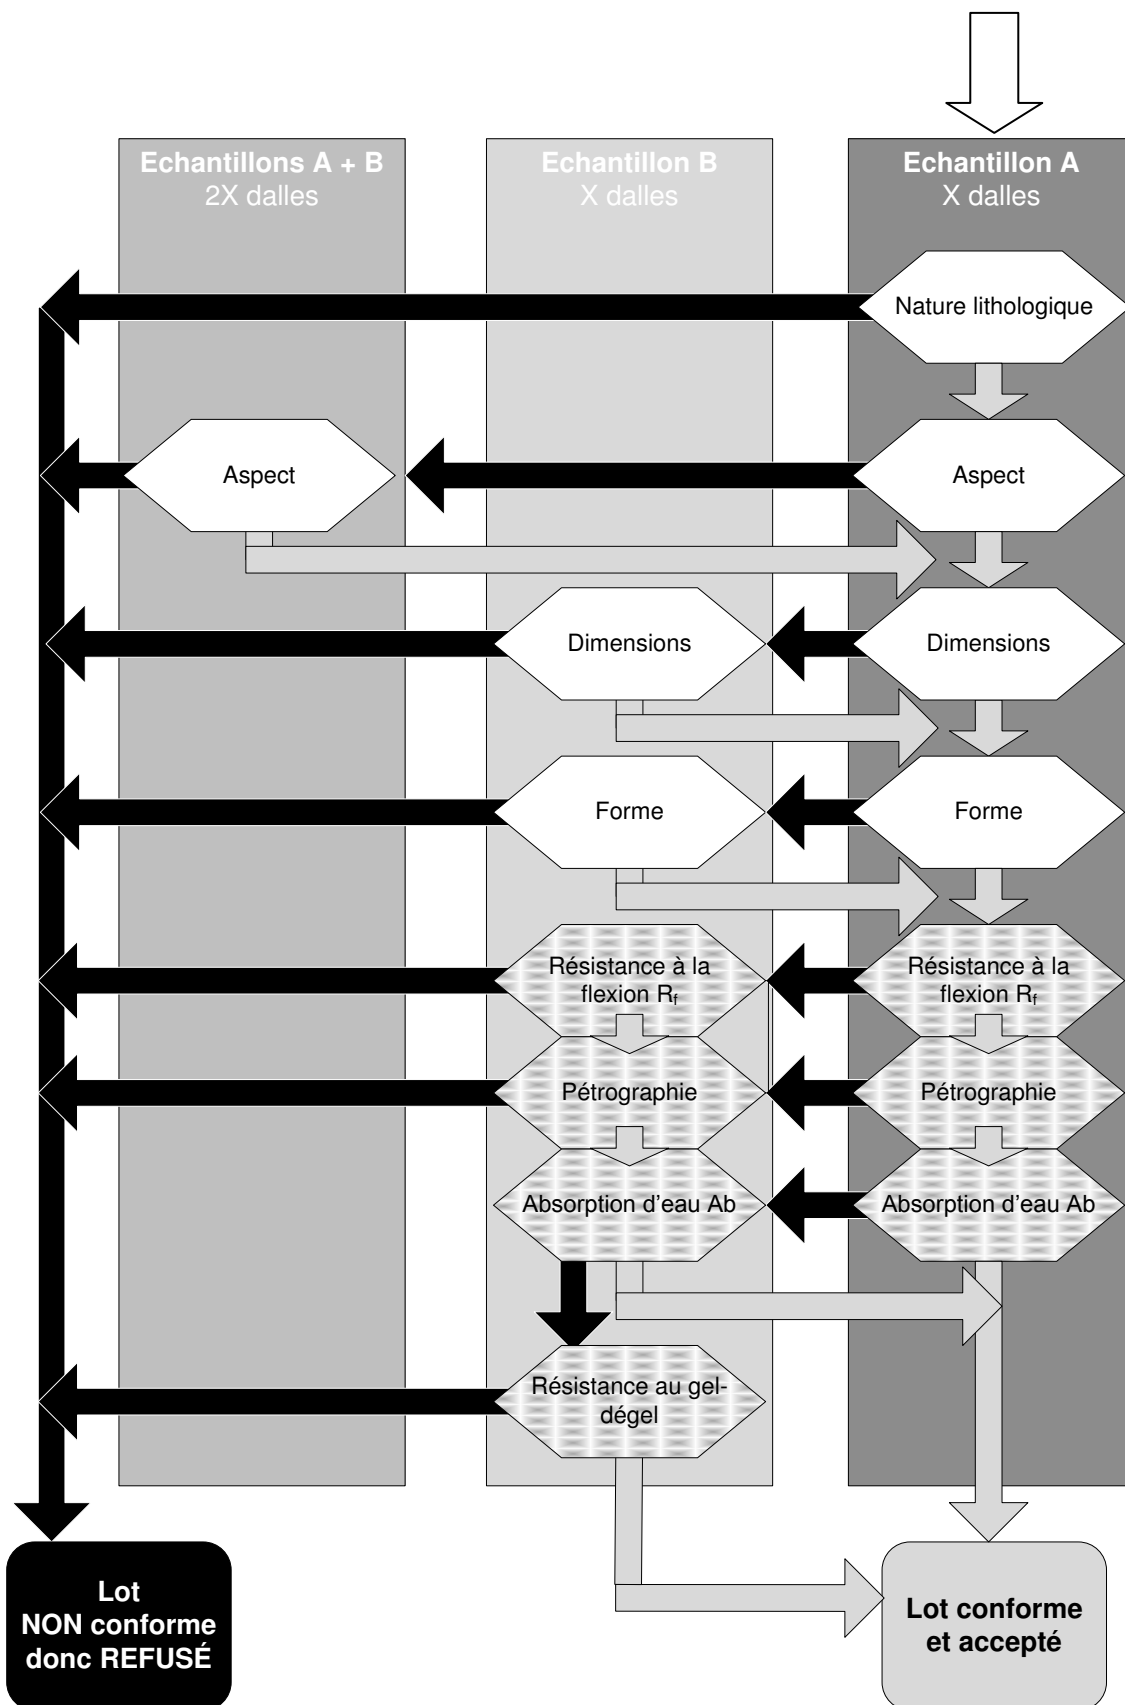 Echantillons A + B
2X dalles
Echantillon B
X dalles
Echantillon A
X dalles
Nature lithologique
Aspect
Aspect
Dimensions
Dimensions
Forme
Forme
Résistance à la
flexion Rf
Résistance à la
flexion Rf
Pétrographie
Pétrographie
Absorption d'eau Ab
Absorption d'eau Ab
Résistance au gel-
dégel
Lot
NON conforme
donc REFUSÉ
Lot conforme
et accepté